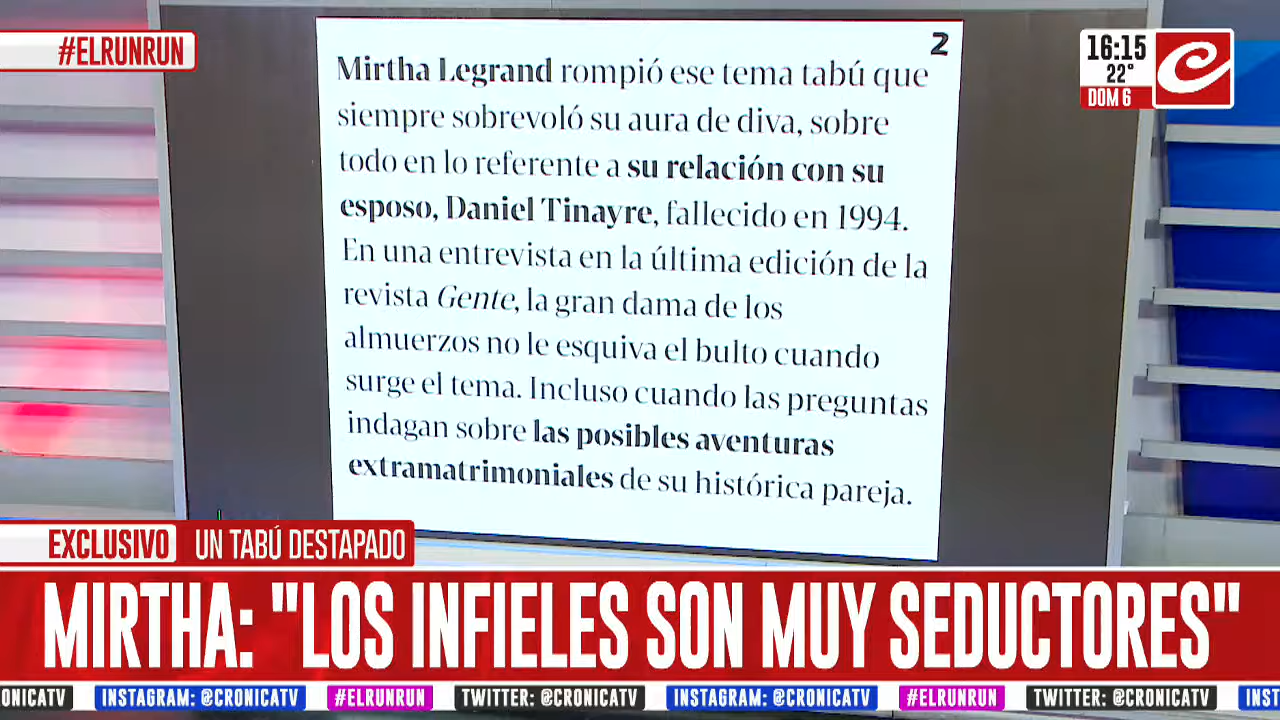 #ELRUNRUN
2
16:15
22°
DOM 6
Mirtha Legrand rompió ese tema tabú que
siempre sobrevoló su aura de diva, sobre
todo en lo referente a su relación con su
esposo, Daniel Tinayre, fallecido en 1994.
En una entrevista en la última edición de la
revista Gente, la gran dama de los
almuerzos no le esquiva el bulto cuando
surge el tema. Incluso cuando las preguntas
indagan sobre las posibles aventuras
extramatrimoniales de su histórica pareja.
EXCLUSIVO UN TABÚ DESTAPADO
MIRTHA: "LOS INFIELES SON MUY SEDUCTORES"
ONICATV INSTAGRAM: @CRONICATV #ELRUNRUN TWITTER: @CRONICATV INSTAGRAM: @CRONICATV #ELRUNRUN TWITTER: @CRONICATV INST